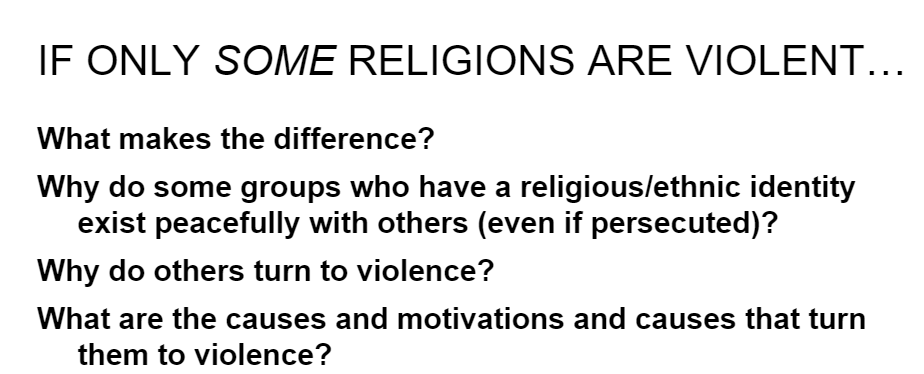 IF ONLY SOME RELIGIONS ARE VIOLENT…
What makes the difference?
Why do some groups who have a religious/ethnic identity
exist peacefully with others (even if persecuted)?
Why do others turn to violence?
What are the causes and motivations and causes that turn
them to violence?